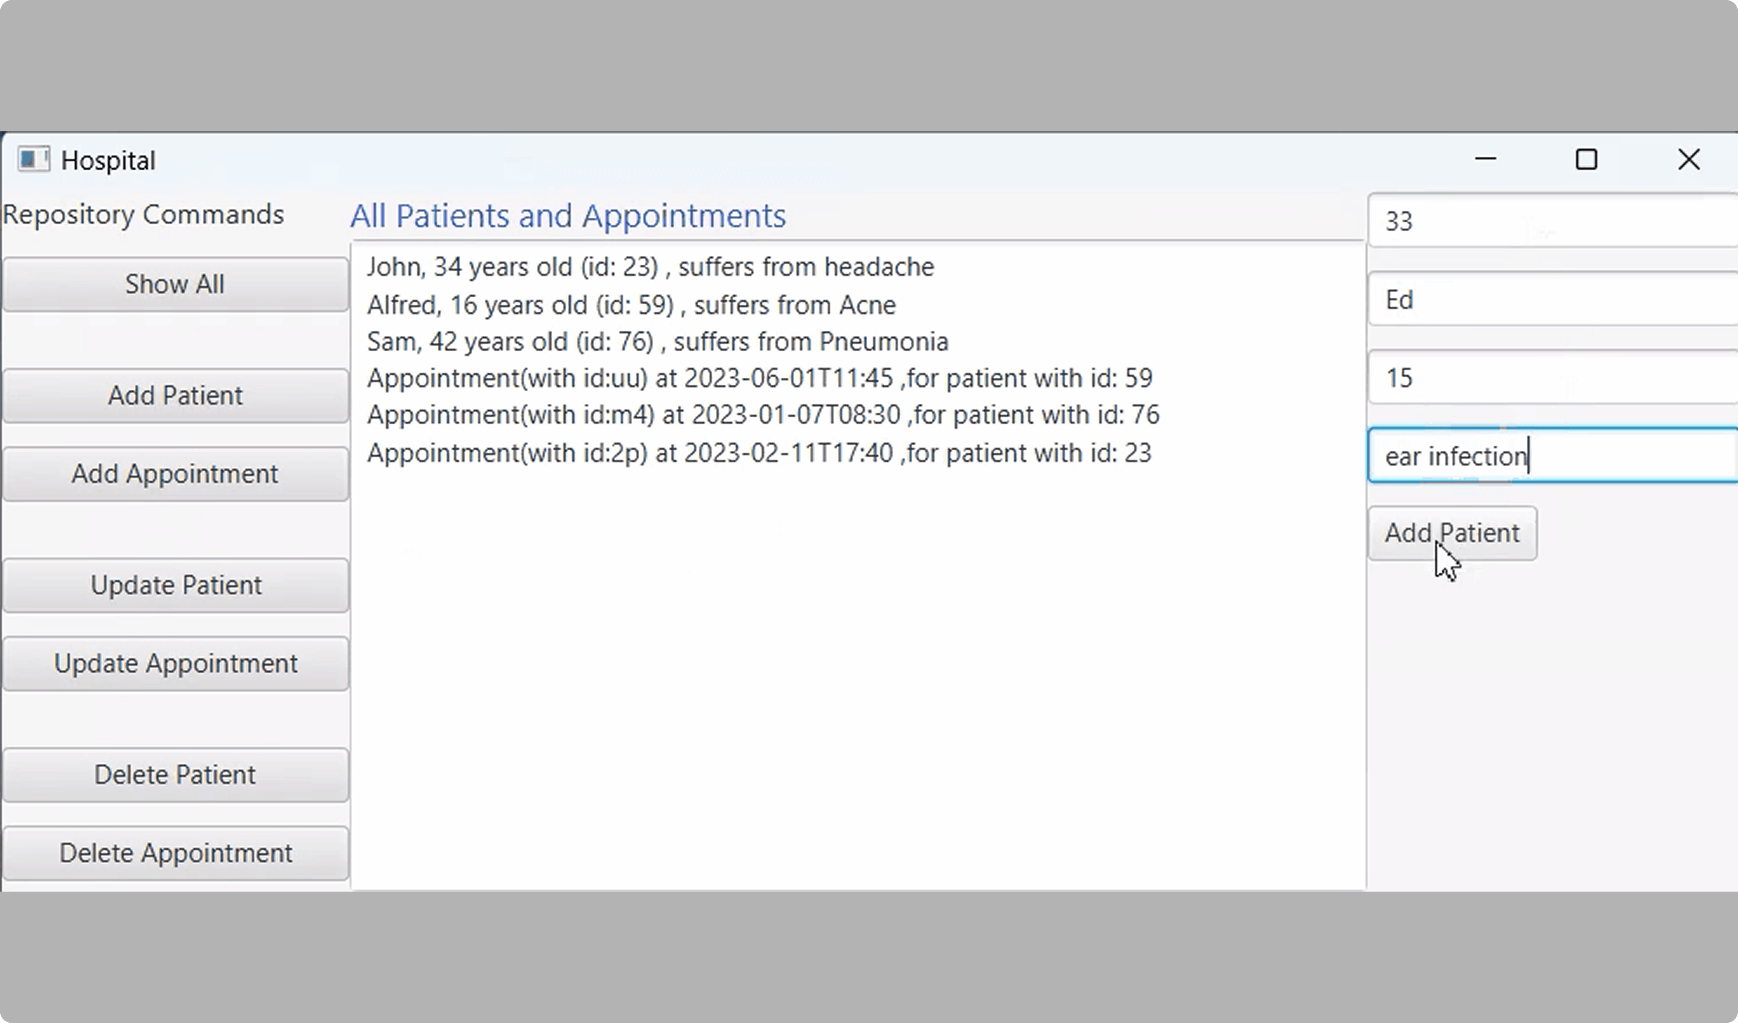 Hospital
Repository Commands
Show All
Add Patient
Add Appointment
Update Patient
Update Appointment
Delete Patient
Delete Appointment
All Patients and Appointments
John, 34 years old (id: 23) , suffers from headache
Alfred, 16 years old (id: 59) , suffers from Acne
Sam, 42 years old (id: 76) , suffers from Pneumonia
Appointment(with id:uu) at 2023-06-01T11:45 ,for patient with id: 59
Appointment(with id:m4) at 2023-01-07T08:30 ,for patient with id: 76
Appointment(with id:2p) at 2023-02-11T17:40 ,for patient with id: 23
33
Ed
15
ear infection
Add Patient